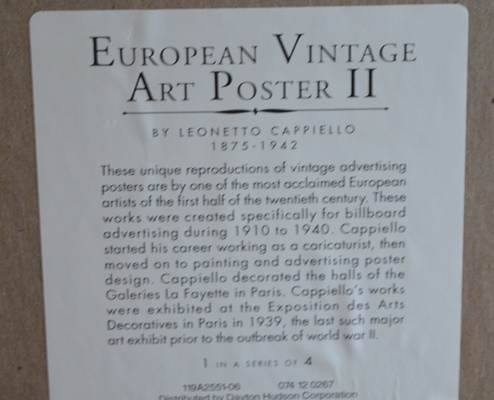 EUROPEAN VINTAGE
ART POSTER II
BY LEONETTO CAPPIELLO
1875-1942
These unique reproductions of vintage advertising
posters are by one of the most acclaimed European
artists of the first half of the twentieth century. These
works were created specifically for billboard
advertising during 1910 to 1940. Cappiello
started his career working as a caricaturist, then
moved on to painting and advertising poster
design. Cappiello decorated the halls of the
Galeries La Fayette in Paris. Cappiello's works
were exhibited at the Exposition des Arts
Decoratives in Paris in 1939, the last such major
art exhibit prior to the outbreak of world war II.
1 IN A SERIES OF 4
119A2551-06 074 12 0267
Distributed by Dayton Hudson Corporation